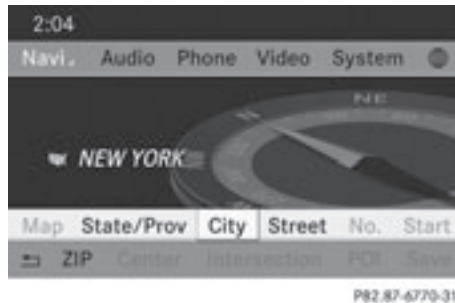 2:04
Navi. Audio Phone Video System
NE
N
NEW YORK
Map State/Prov City Street No. Start
ZIP Center Intersection POI Save
P82.87-6770-31